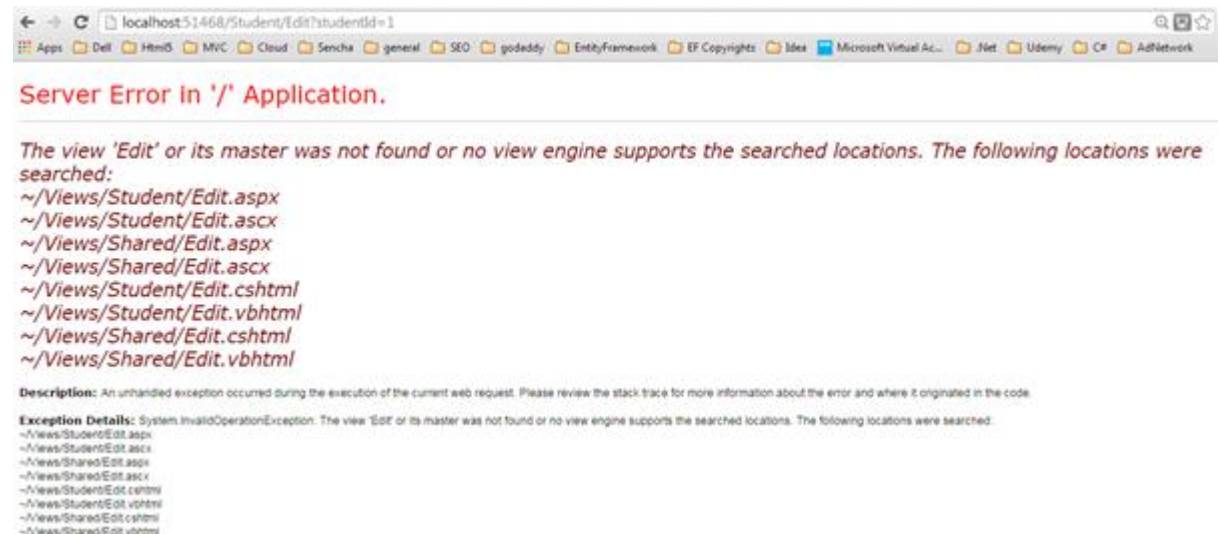 localhost:51468/Student/Edit?studentId=1
Apps Dell Html5 MVC Cloud Sencha general SEO godaddy EntityFramework EF Copyrights Idea Microsoft Virtual Ac... .Net Udemy C# AdNetwork
Server Error in '/' Application.
The view 'Edit' or its master was not found or no view engine supports the searched locations. The following locations were
searched:
~/Views/Student/Edit.aspx
~/Views/Student/Edit.ascx
~/Views/Shared/Edit.aspx
~/Views/Shared/Edit.ascx
~/Views/Student/Edit.cshtml
~/Views/Student/Edit.vbhtml
~/Views/Shared/Edit.cshtml
~/Views/Shared/Edit.vbhtml
Description: An unhandled exception occurred during the execution of the current web request. Please review the stack trace for more information about the error and where it originated in the code.
Exception Details: System.InvalidOperationException: The view 'Edit' or its master was not found or no view engine supports the searched locations. The following locations were searched:
~/Views/Student/Edit.aspx
~/Views/Student/Edit.ascx
~/Views/Shared/Edit.aspx
~/Views/Shared/Edit.ascx
~/Views/Student/Edit.cshtml
~/Views/Student/Edit.vbhtml
~/Views/Shared/Edit.cshtml
~/Views/Shared/Edit.vbhtml